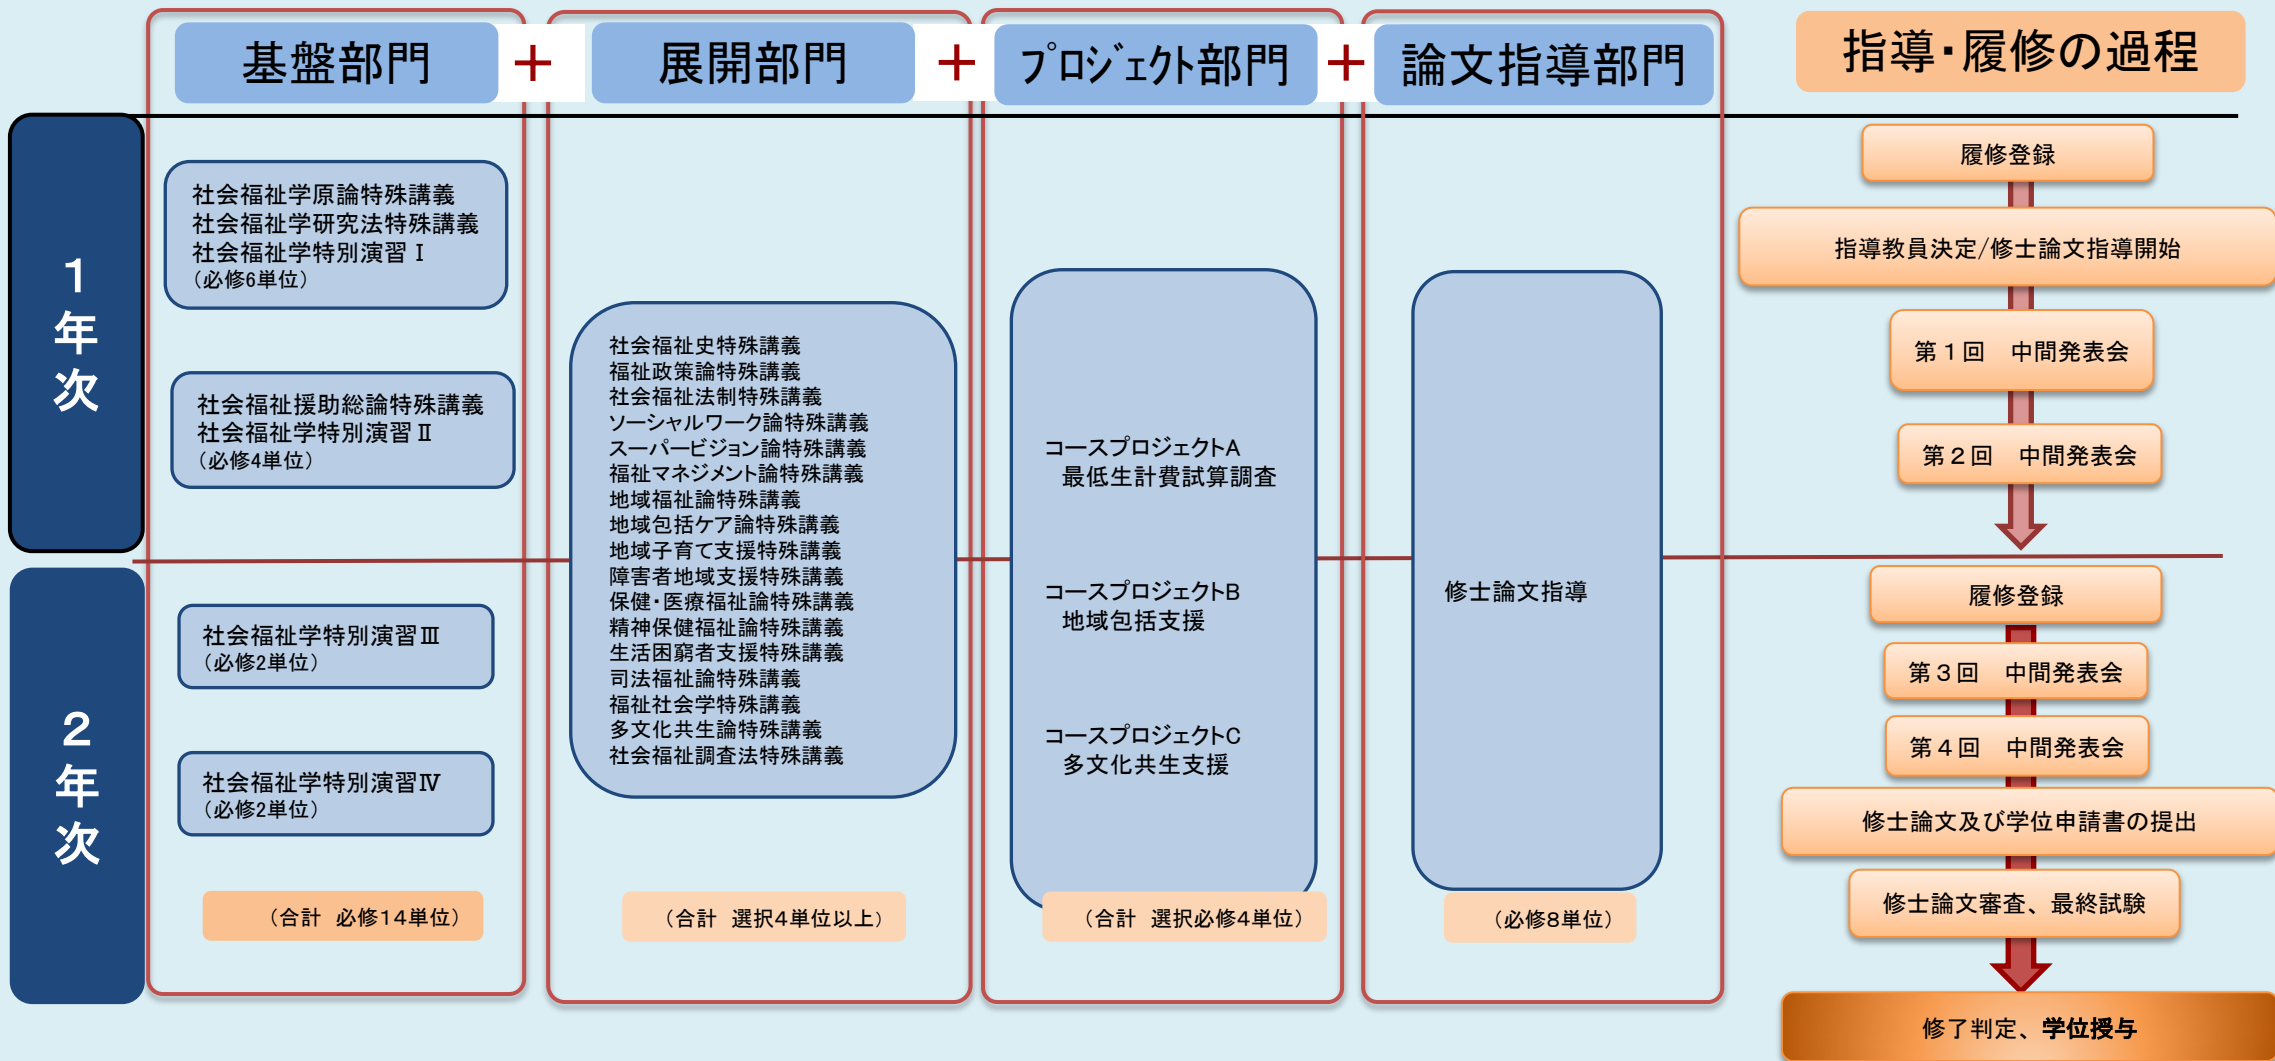 基盤部門
＋
展開部門
＋
プロジェクト部門
＋
論文指導部門
指導・履修の過程
１年次
社会福祉学原論特殊講義
社会福祉学研究法特殊講義
社会福祉学特別演習Ⅰ
（必修6単位）
社会福祉援助総論特殊講義
社会福祉学特別演習Ⅱ
（必修4単位）
２年次
社会福祉学特別演習Ⅲ
（必修2単位）
社会福祉学特別演習Ⅳ
（必修2単位）
（合計　必修14単位）
社会福祉史特殊講義
福祉政策論特殊講義
社会福祉法制特殊講義
ソーシャルワーク論特殊講義
スーパービジョン論特殊講義
福祉マネジメント論特殊講義
地域福祉論特殊講義
地域包括ケア論特殊講義
地域子育て支援特殊講義
障害者地域支援特殊講義
保健・医療福祉論特殊講義
精神保健福祉論特殊講義
生活困窮者支援特殊講義
司法福祉論特殊講義
福祉社会学特殊講義
多文化共生論特殊講義
社会福祉調査法特殊講義
（合計　選択4単位以上）
コースプロジェクトA
最低生計費試算調査
コースプロジェクトB
地域包括支援
コースプロジェクトC
多文化共生支援
（合計　選択必修4単位）
修士論文指導
（必修8単位）
履修登録
指導教員決定/修士論文指導開始
第１回　中間発表会
第２回　中間発表会
履修登録
第３回　中間発表会
第４回　中間発表会
修士論文及び学位申請書の提出
修士論文審査、最終試験
修了判定、学位授与